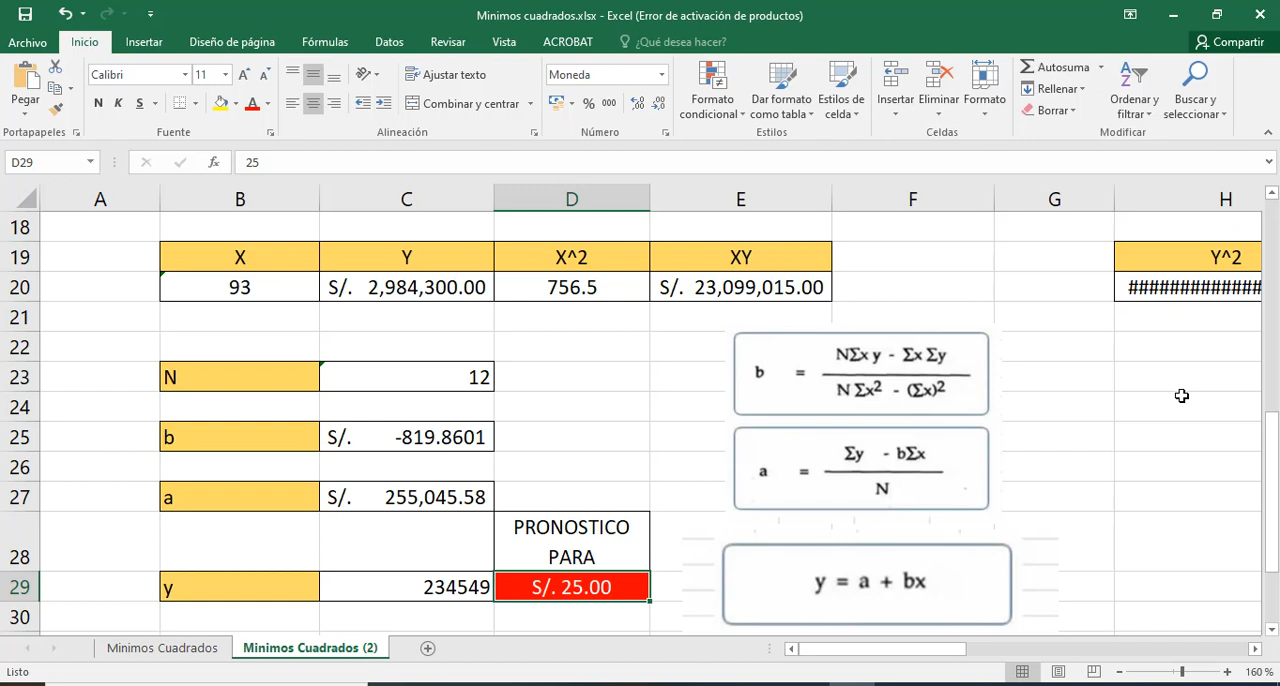 Minimos cuadrados.xlsx - Excel (Error de activación de productos)
Archivo Inicio Insertar Diseño de página Fórmulas Datos Revisar Vista ACROBAT ¿Qué desea hacer? Compartir
Pegar
Calibri 11 Ajustar texto Moneda
N K S Combinar y centrar % 000
Formato condicional
Dar formato como tabla
Estilos de celda
Insertar Eliminar Formato
Autosuma
Rellenar
Borrar
Ordenar y filtrar
Buscar y seleccionar
Portapapeles Fuente Alineación Número Estilos Celdas Modificar
D29 fx 25
A B C D E F G H
18
19 X Y X^2 XY Y^2
20 93 S/. 2,984,300.00 756.5 S/. 23,099,015.00 #############
21
22
23 N 12
24
25 b S/. -819.8601
26
27 a S/. 255,045.58
28 PRONOSTICO
PARA
29 y 234549 S/. 25.00
30
b = NΣx y - Σx Σy
N Σx² - (Σx)²
a = Σy - bΣx
N
y = a + bx
Minimos Cuadrados Minimos Cuadrados (2)
Listo 160 %